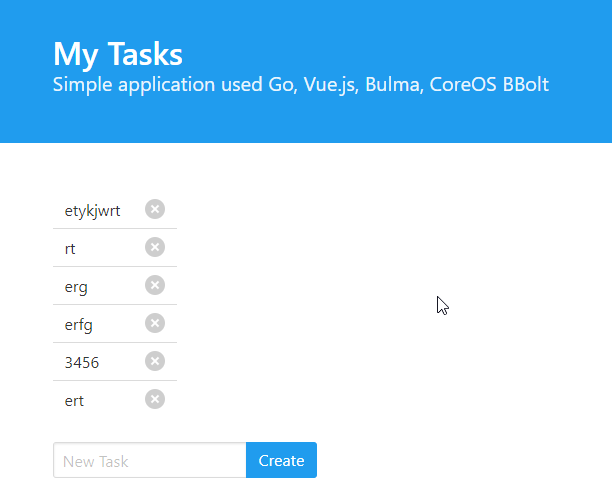 My Tasks
Simple application used Go, Vue.js, Bulma, CoreOS BBolt
etykjwrt
rt
erg
erfg
3456
ert
New Task
Create